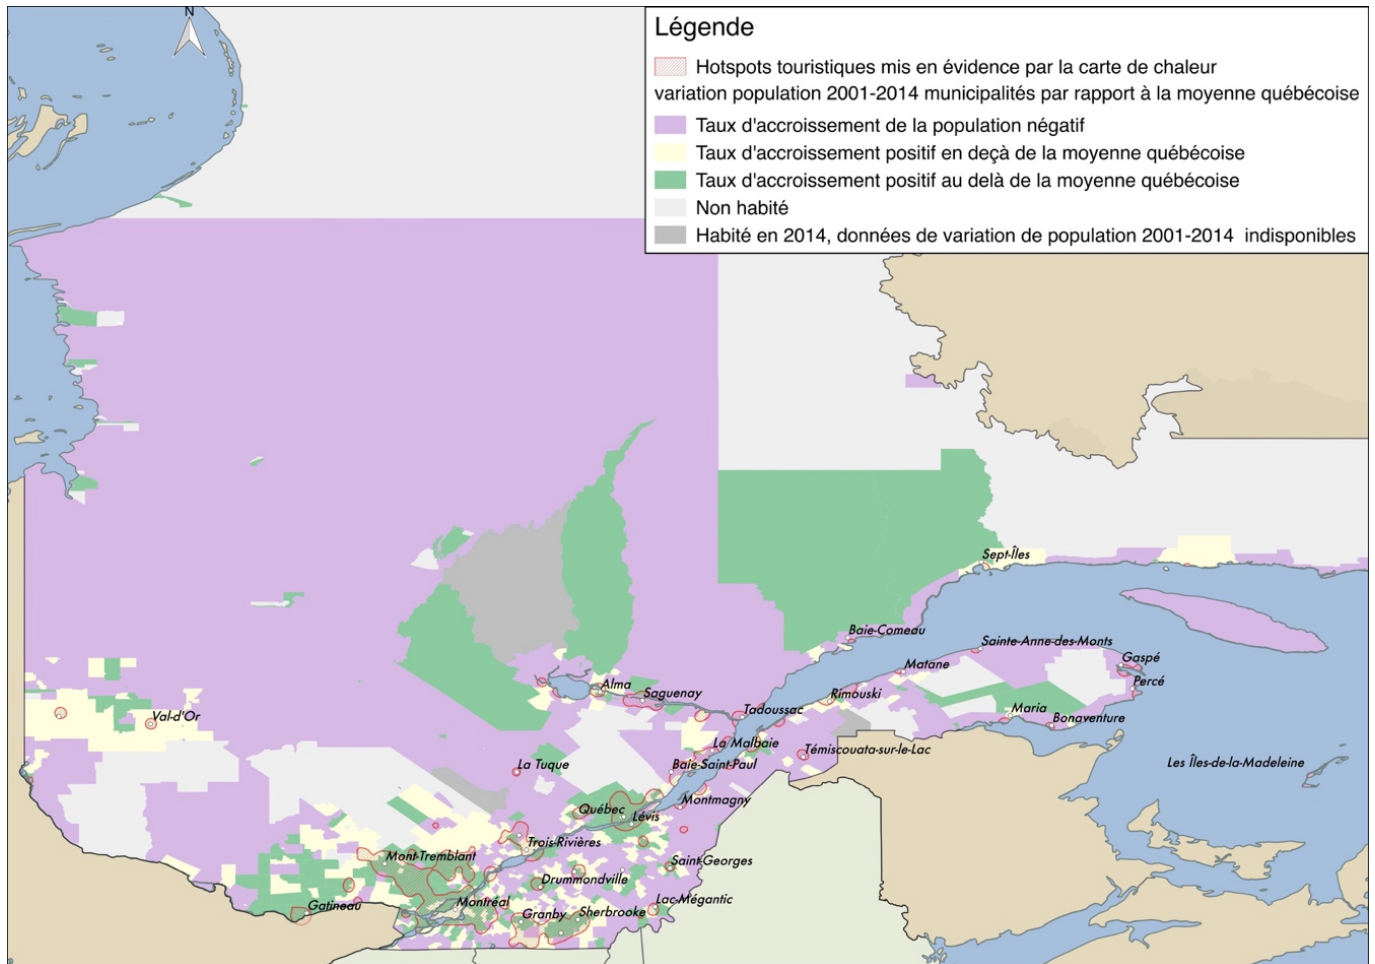 N
Légende
Hotspots touristiques mis en évidence par la carte de chaleur
variation population 2001-2014 municipalités par rapport à la moyenne québécoise
Taux d'accroissement de la population négatif
Taux d'accroissement positif en deçà de la moyenne québécoise
Taux d'accroissement positif au delà de la moyenne québécoise
Non habité
Habité en 2014, données de variation de population 2001-2014 indisponibles
Sept-Îles
Baie-Comeau
Sainte-Anne-des-Monts
Matane
Gaspé
Percé
Alma
Saguenay
Rimouski
Tadoussac
Maria
Bonaventure
Val-d'Or
La Malbaie
Témiscouata-sur-le-Lac
La Tuque
Baie-Saint-Paul
Les Îles-de-la-Madeleine
Montmagny
Québec
Lévis
Trois-Rivières
Mont-Tremblant
Saint-Georges
Drummondville
Lac-Mégantic
Gatineau
Montréal
Granby
Sherbrooke